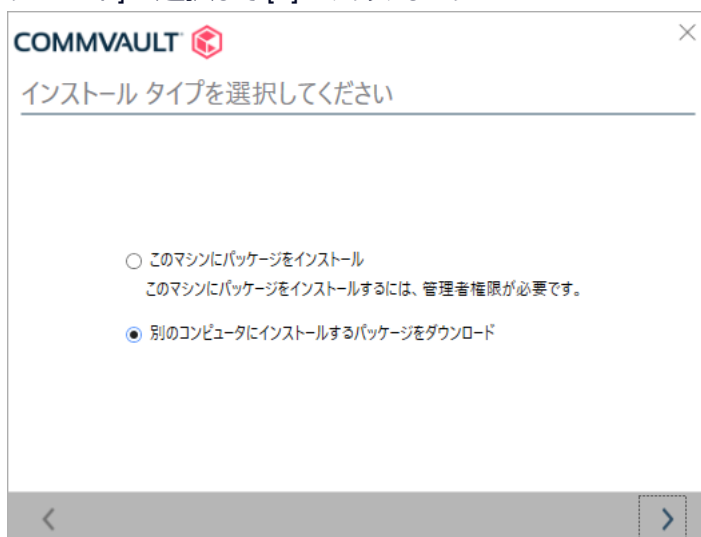 COMMVAULT
インストール タイプを選択してください
このマシンにパッケージをインストール
このマシンにパッケージをインストールするには、管理者権限が必要です。
別のコンピュータにインストールするパッケージをダウンロード